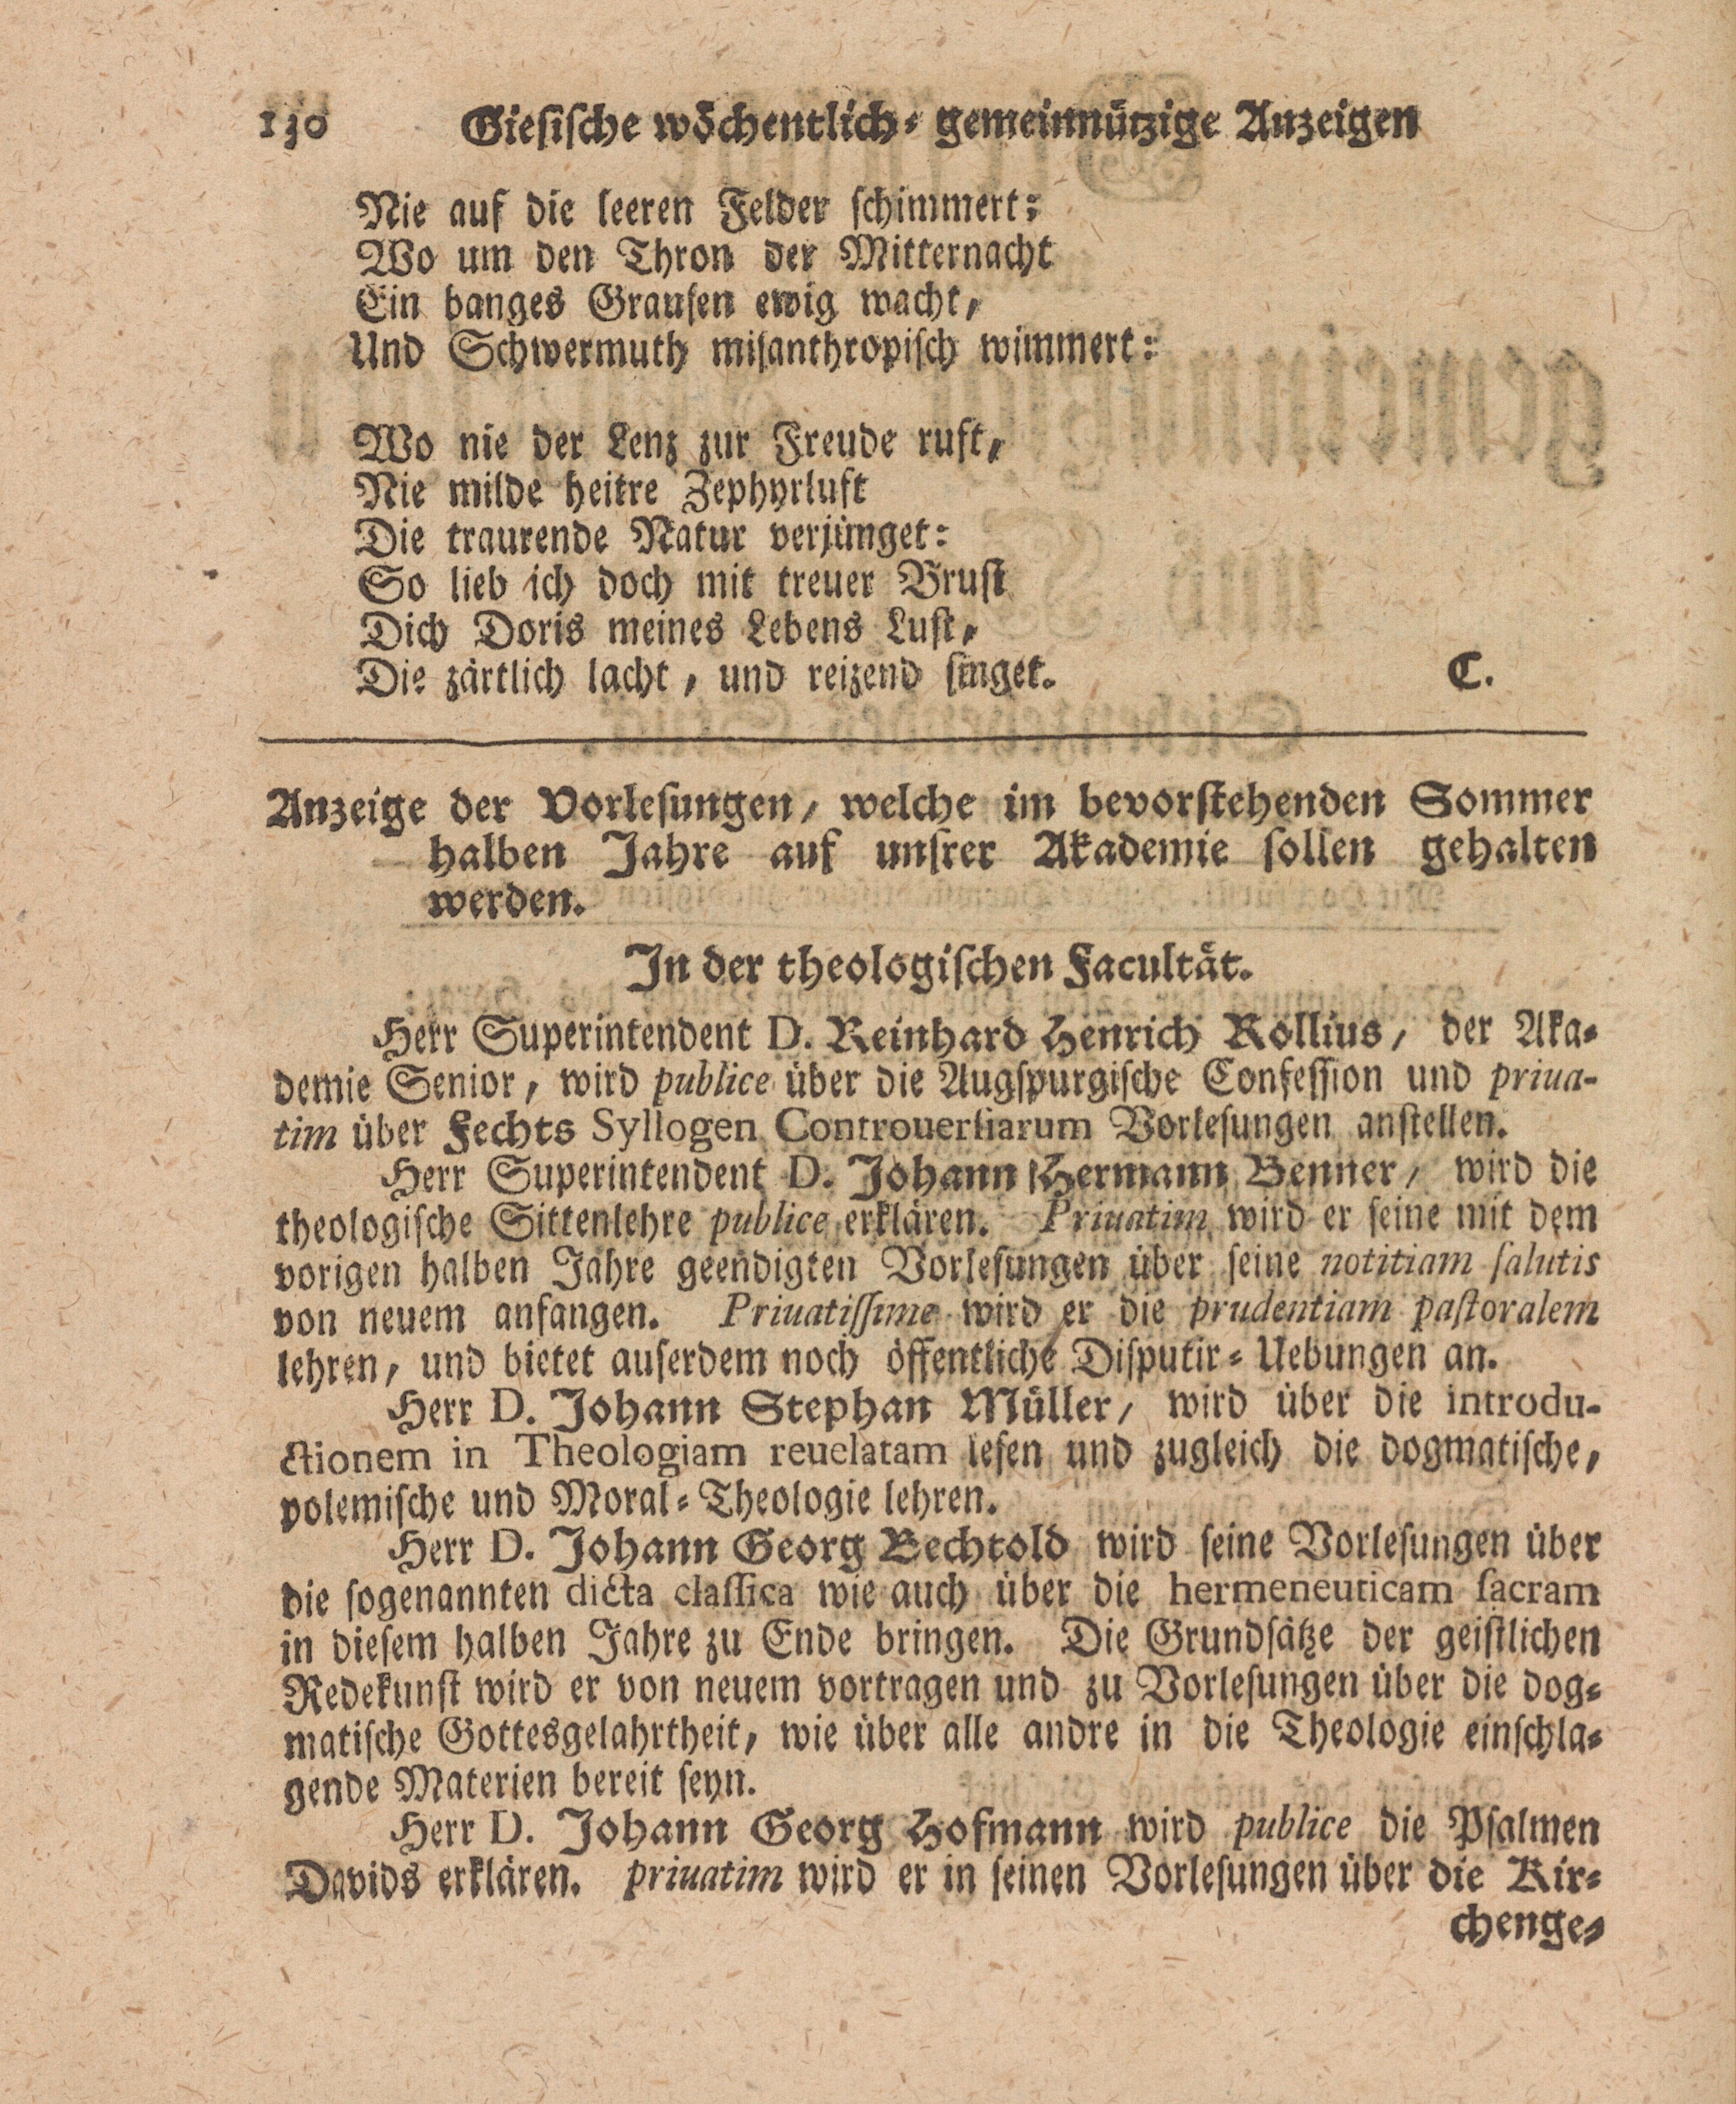 130 Giesische wöchentlich-gemeinnützige Anzeigen
Nie auf die leeren Felder schimmert:
Wo um den Thron der Mitternacht
Ein banges Grausen ewig wacht,
Und Schwermuth misanthropisch wimmert:
Wo nie der Lenz zur Freude ruft,
Nie milde heitre Zephyrluft
Die traurende Natur verjünget:
So lieb ich doch mit treuer Brust
Dich Doris meines Lebens Lust,
Die zärtlich lacht, und reizend singet.
C.
Anzeige der Vorlesungen, welche im bevorstehenden Sommer
halben Jahre auf unsrer Akademie sollen gehalten
werden.
In der theologischen Facultät.
Herr Superintendent D. Reinhard Henrich Rollius, der Aka-
demie Senior, wird publice über die Augspurgische Confession und priua-
tim über Fechts Syllogen Controuersiarum Vorlesungen anstellen.
Herr Superintendent D. Johann Hermann Benner, wird die
theologische Sittenlehre publice erklären. Priuatim wird er seine mit dem
vorigen halben Jahre geendigten Vorlesungen über seine notitiam salutis
von neuem anfangen. Priuatissime wird er die prudentiam pastoralem
lehren, und bietet auserdem noch öffentliche Disputir-Uebungen an.
Herr D. Johann Stephan Müller, wird über die introdu-
ctionem in Theologiam reuelatam lesen und zugleich die dogmatische,
polemische und Moral-Theologie lehren.
Herr D. Johann Georg Bechtold wird seine Vorlesungen über
die sogenannten dicta classica wie auch über die hermeneuticam sacram
in diesem halben Jahre zu Ende bringen. Die Grundsätze der geistlichen
Redekunst wird er von neuem vortragen und zu Vorlesungen über die dog-
matische Gottesgelahrtheit, wie über alle andre in die Theologie einschla-
gende Materien bereit seyn.
Herr D. Johann Georg Hofmann wird publice die Psalmen
Davids erklären. priuatim wird er in seinen Vorlesungen über die Kir-
chenge-